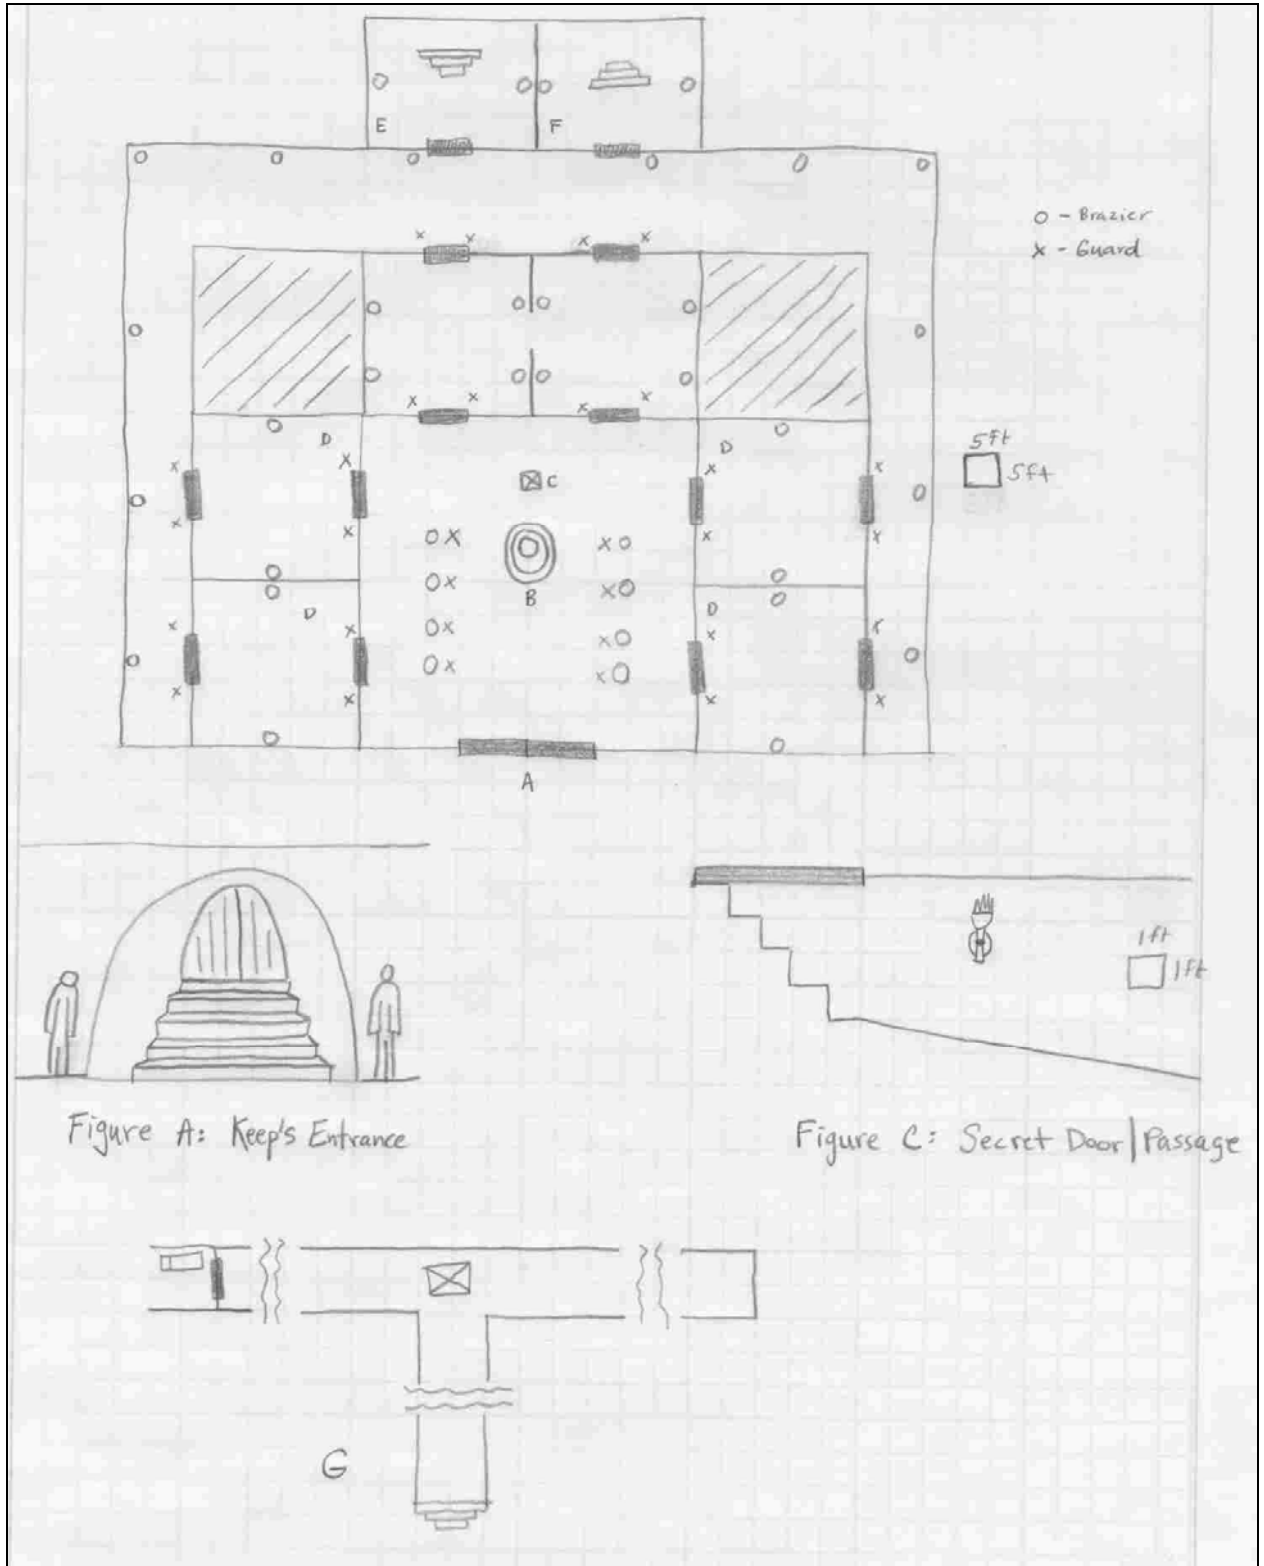 E
F
O - Brazier
x - Guard
D
D
5ft
5ft
C
B
D
D
A
1ft
1ft
Figure A: Keep's Entrance
Figure C: Secret Door | Passage
G